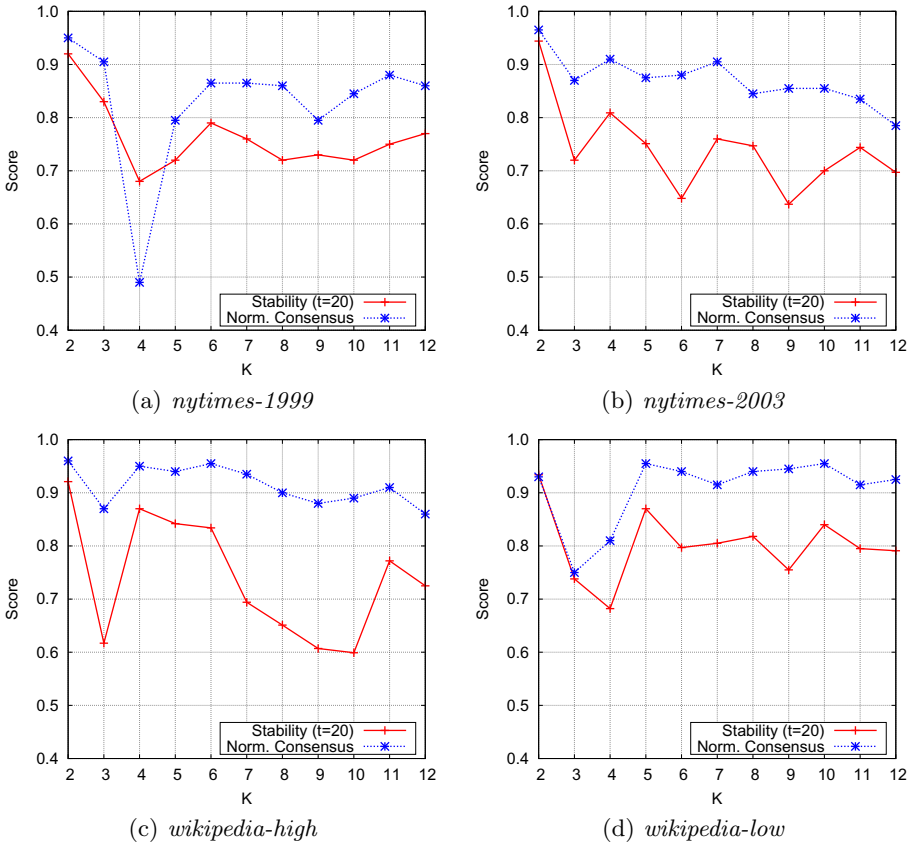 1.0
0.9
0.8
0.7
0.6
0.5
0.4
Score
2 3 4 5 6 7 8 9 10 11 12
K
Stability (t=20)
Norm. Consensus
(a) nytimes-1999
1.0
0.9
0.8
0.7
0.6
0.5
0.4
Score
2 3 4 5 6 7 8 9 10 11 12
K
Stability (t=20)
Norm. Consensus
(b) nytimes-2003
1.0
0.9
0.8
0.7
0.6
0.5
0.4
Score
2 3 4 5 6 7 8 9 10 11 12
K
Stability (t=20)
Norm. Consensus
(c) wikipedia-high
1.0
0.9
0.8
0.7
0.6
0.5
0.4
Score
2 3 4 5 6 7 8 9 10 11 12
K
Stability (t=20)
Norm. Consensus
(d) wikipedia-low